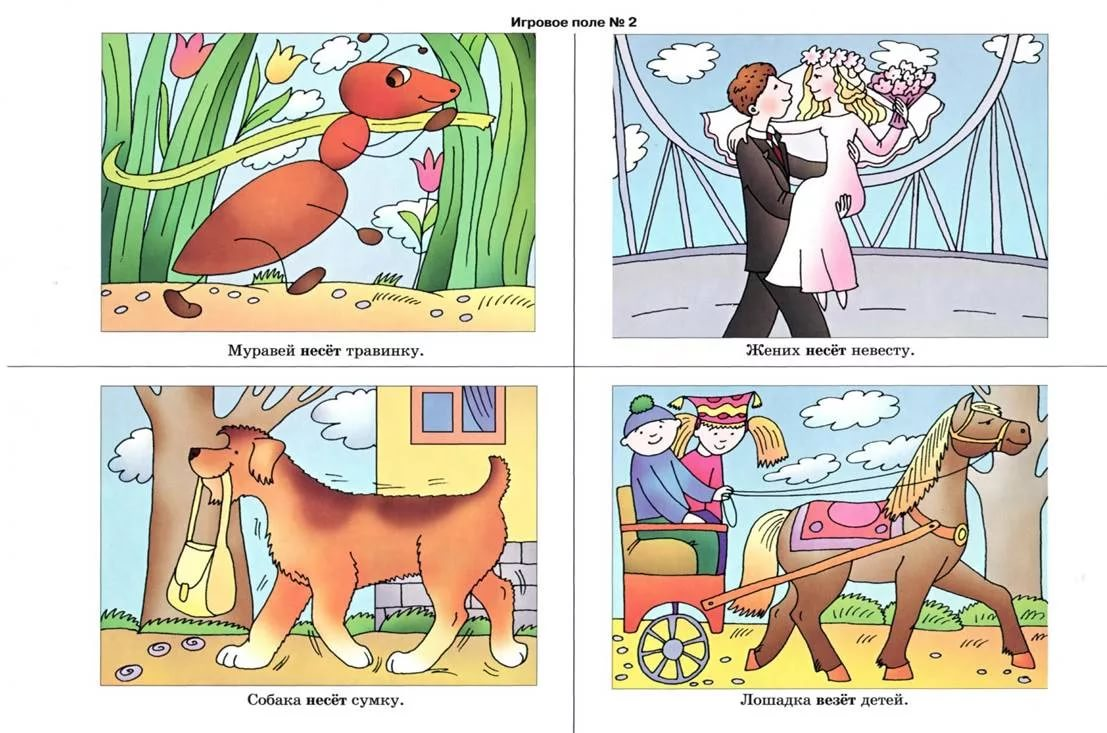 Игровое поле № 2
Муравей несёт травинку.
Жених несёт невесту.
Собака несёт сумку.
Лошадка везёт детей.